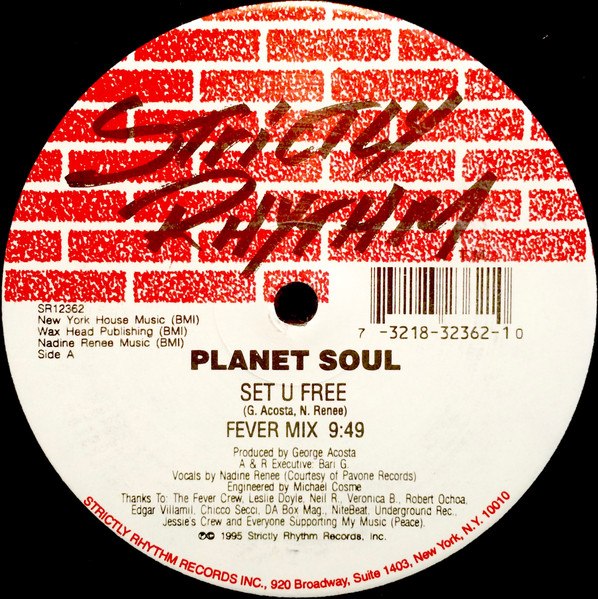 STRICTLY
RHYTHM
T.M.
SR12362
New York House Music (BMI)
Wax Head Publishing (BMI)
Nadine Renee Music (BMI)
Side A
7 -3218-32362-1 0
PLANET SOUL
SET U FREE
(G. Acosta, N. Renee)
FEVER MIX 9:49
Produced by George Acosta
A & R Executive: Bari G.
Vocals by Nadine Renee (Courtesy of Pavone Records)
Engineered by Michael Cosme
Thanks To: The Fever Crew, Leslie Doyle, Neil R., Veronica B., Robert Ochoa,
Edgar Villamil, Chicco Secci, DA Box Mag., NiteBeat, Underground Rec.,
Jessie's Crew and Everyone Supporting My Music (Peace).
℗© 1995 Strictly Rhythm Records, Inc.
STRICTLY RHYTHM RECORDS INC., 920 Broadway, Suite 1403, New York, N.Y. 10010